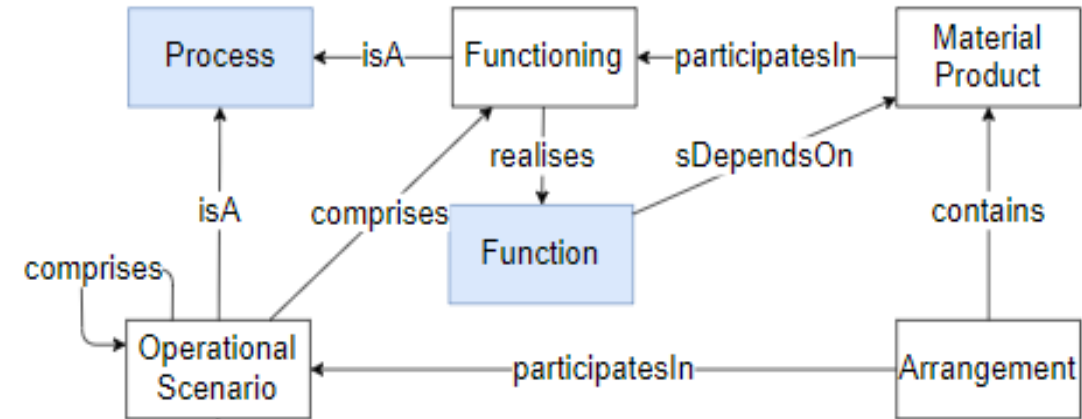 Process
isA
Functioning
participatesIn
Material
Product
realises
sDependsOn
isA
comprises
contains
Function
comprises
Operational
Scenario
participatesIn
Arrangement